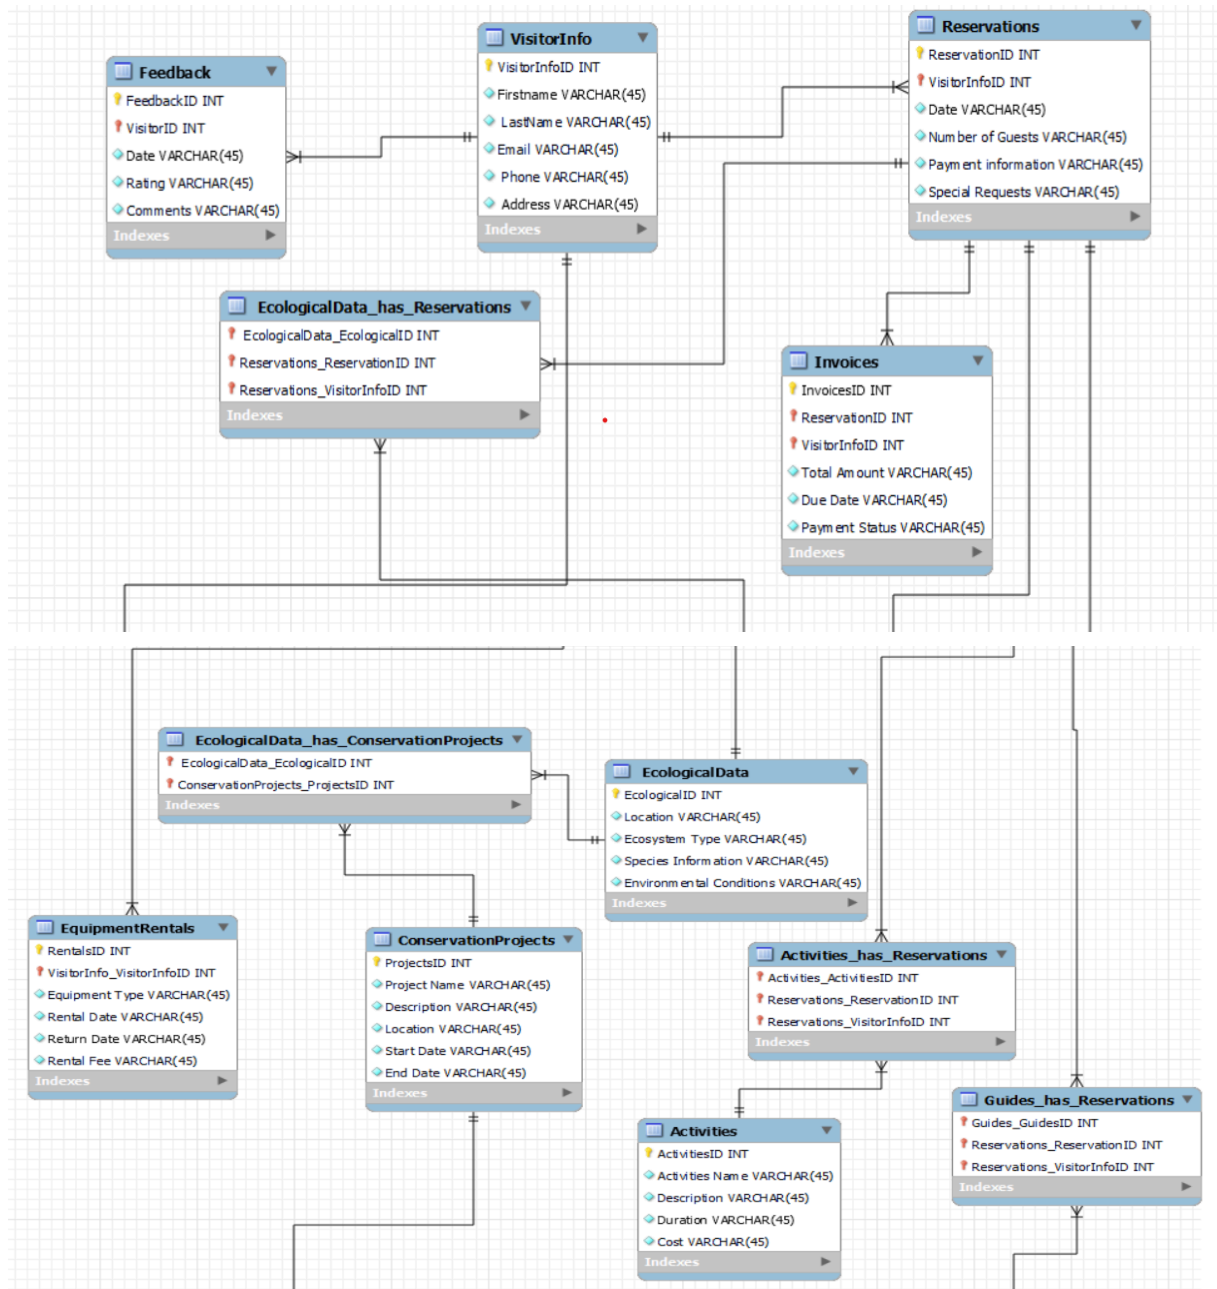 Feedback
FeedbackID INT
VisitorID INT
Date VARCHAR(45)
Rating VARCHAR(45)
Comments VARCHAR(45)
Indexes
VisitorInfo
VisitorInfoID INT
Firstname VARCHAR(45)
LastName VARCHAR(45)
Email VARCHAR(45)
Phone VARCHAR(45)
Address VARCHAR(45)
Indexes
Reservations
ReservationID INT
VisitorInfoID INT
Date VARCHAR(45)
Number of Guests VARCHAR(45)
Payment information VARCHAR(45)
Special Requests VARCHAR(45)
Indexes
EcologicalData_has_Reservations
EcologicalData_EcologicalID INT
Reservations_ReservationID INT
Reservations_VisitorInfoID INT
Indexes
Invoices
InvoicesID INT
ReservationID INT
VisitorInfoID INT
Total Amount VARCHAR(45)
Due Date VARCHAR(45)
Payment Status VARCHAR(45)
Indexes
EcologicalData_has_ConservationProjects
EcologicalData_EcologicalID INT
ConservationProjects_ProjectsID INT
Indexes
EcologicalData
EcologicalID INT
Location VARCHAR(45)
Ecosystem Type VARCHAR(45)
Species Information VARCHAR(45)
Environmental Conditions VARCHAR(45)
Indexes
EquipmentRentals
RentalsID INT
VisitorInfo_VisitorInfoID INT
Equipment Type VARCHAR(45)
Rental Date VARCHAR(45)
Return Date VARCHAR(45)
Rental Fee VARCHAR(45)
Indexes
ConservationProjects
ProjectsID INT
Project Name VARCHAR(45)
Description VARCHAR(45)
Location VARCHAR(45)
Start Date VARCHAR(45)
End Date VARCHAR(45)
Indexes
Activities_has_Reservations
Activities_ActivitiesID INT
Reservations_ReservationID INT
Reservations_VisitorInfoID INT
Indexes
Activities
ActivitiesID INT
Activities Name VARCHAR(45)
Description VARCHAR(45)
Duration VARCHAR(45)
Cost VARCHAR(45)
Indexes
Guides_has_Reservations
Guides_GuidesID INT
Reservations_ReservationID INT
Reservations_VisitorInfoID INT
Indexes